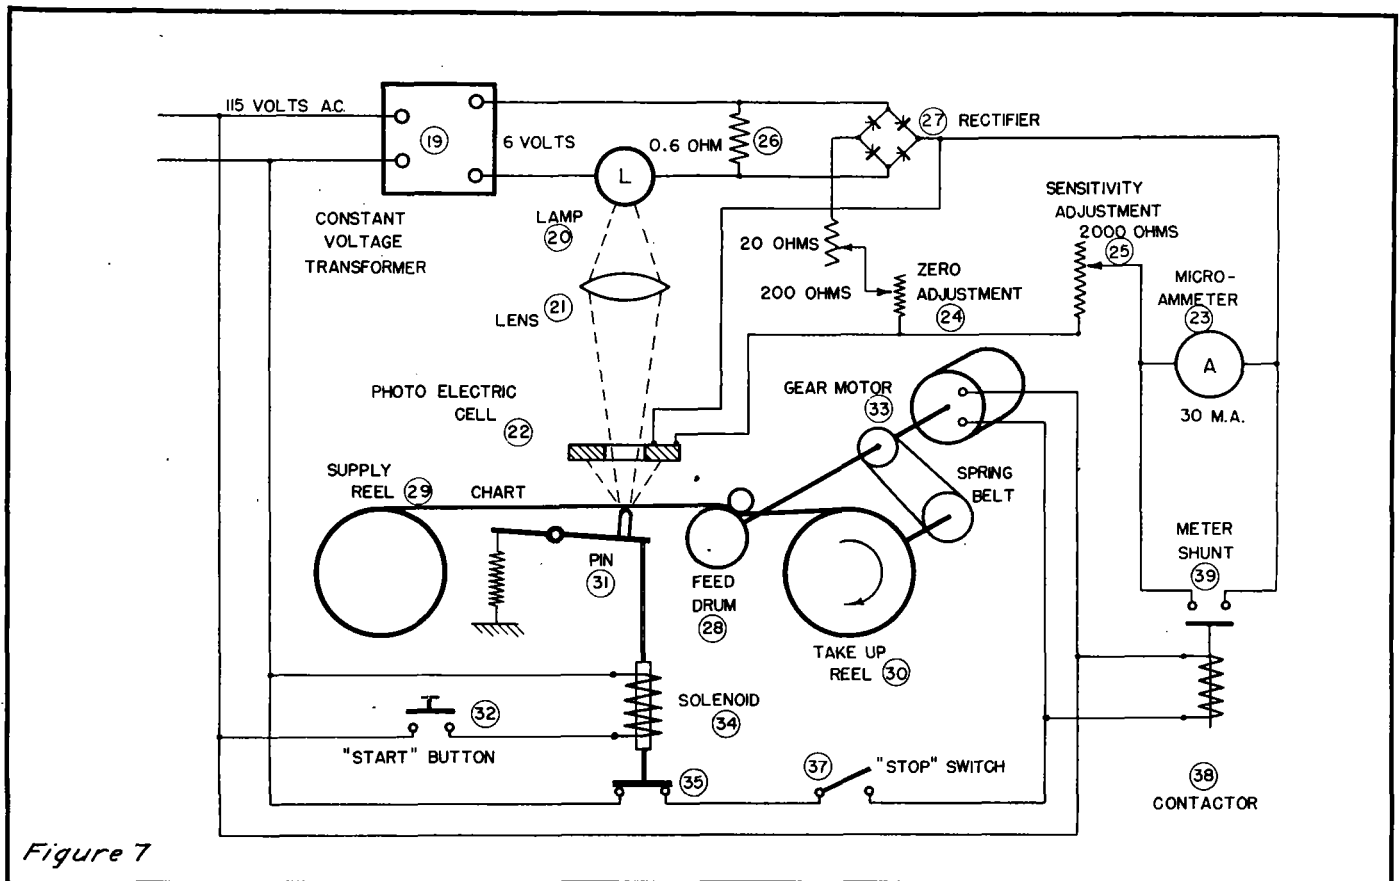 115 VOLTS A.C.
19
6 VOLTS
0.6 OHM
26
27 RECTIFIER
L
CONSTANT
VOLTAGE
TRANSFORMER
LAMP
20
LENS 21
20 OHMS
200 OHMS
ZERO
ADJUSTMENT
24
SENSITIVITY
ADJUSTMENT
2000 OHMS
25
MICRO-
AMMETER
23
A
30 M.A.
PHOTO ELECTRIC
CELL
22
GEAR MOTOR
33
SPRING
BELT
SUPPLY
REEL 29
CHART
PIN
31
FEED
DRUM
28
TAKE UP
REEL 30
METER
SHUNT
39
SOLENOID
34
32
"START" BUTTON
35
37 "STOP" SWITCH
38
CONTACTOR
Figure 7